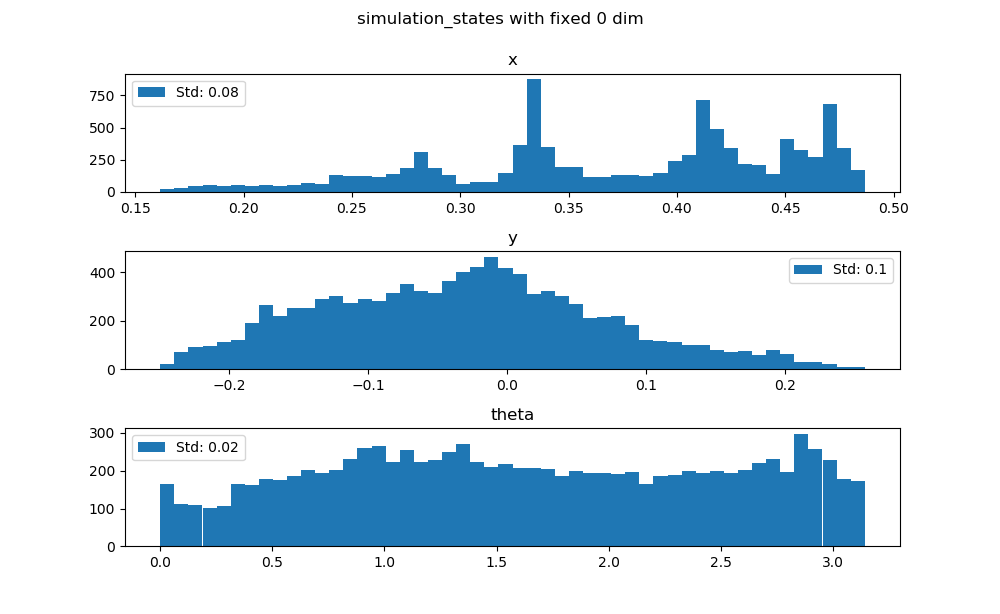 simulation_states with fixed 0 dim
x
Std: 0.08
750
500
250
0
0.15 0.20 0.25 0.30 0.35 0.40 0.45 0.50
y
Std: 0.1
400
200
0
−0.2 −0.1 0.0 0.1 0.2
theta
Std: 0.02
300
200
100
0
0.0 0.5 1.0 1.5 2.0 2.5 3.0